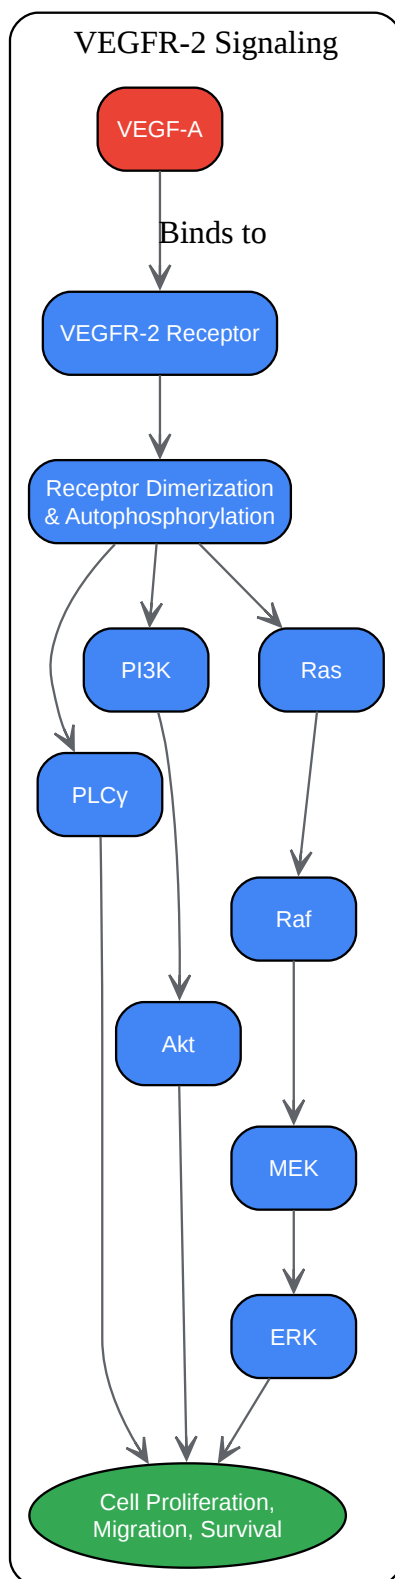 VEGFR-2 Signaling
VEGF-A
Binds to
VEGFR-2 Receptor
Receptor Dimerization
& Autophosphorylation
PI3K
Ras
PLCγ
Raf
Akt
MEK
ERK
Cell Proliferation,
Migration, Survival